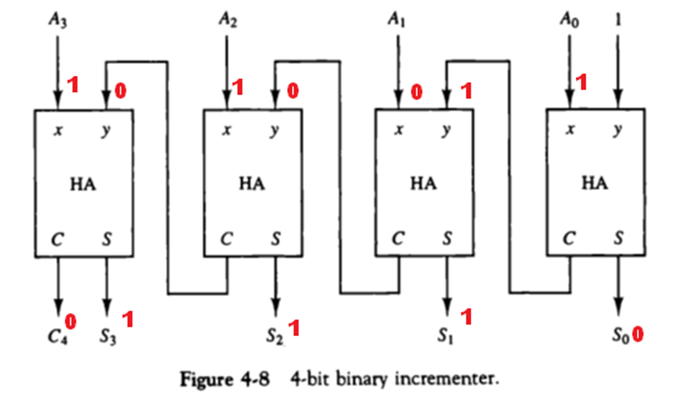 A3 A2 A1 A0 1
1 0 1 0 0 1 1
x y x y x y x y
HA HA HA HA
C S C S C S C S
C4 0 S3 1 S2 1 S1 1 S0 0
Figure 4-8 4-bit binary incrementer.